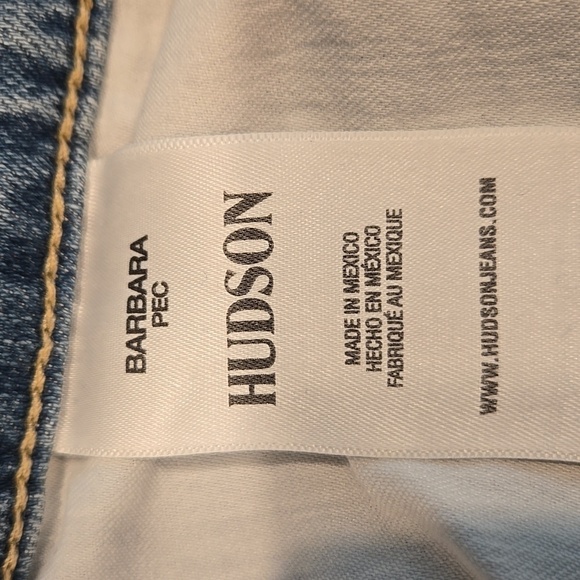 BARBARA
PEC
HUDSON
MADE IN MEXICO
HECHO EN MÉXICO
FABRIQUÉ AU MEXIQUE
WWW.HUDSONJEANS.COM